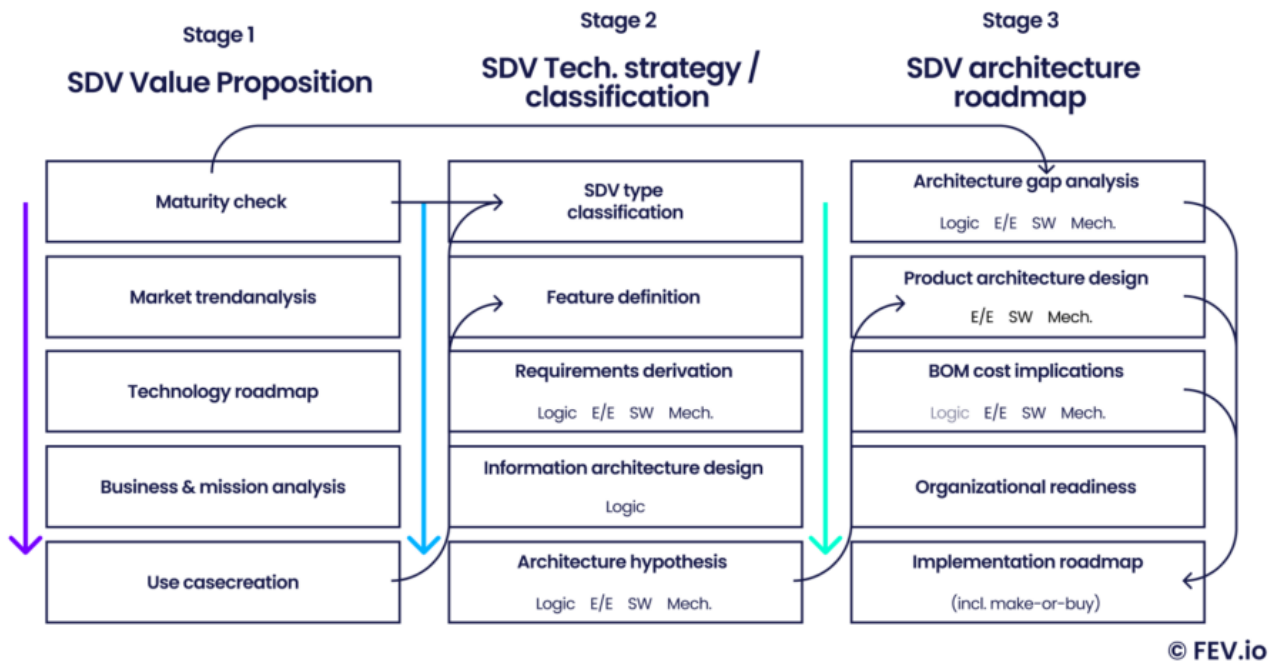 Stage 1
SDV Value Proposition
Maturity check
Market trendanalysis
Technology roadmap
Business & mission analysis
Use casecreation
Stage 2
SDV Tech. strategy /
classification
SDV type
classification
Feature definition
Requirements derivation
Logic E/E SW Mech.
Information architecture design
Logic
Architecture hypothesis
Logic E/E SW Mech.
Stage 3
SDV architecture
roadmap
Architecture gap analysis
Logic E/E SW Mech.
Product architecture design
E/E SW Mech.
BOM cost implications
Logic E/E SW Mech.
Organizational readiness
Implementation roadmap
(incl. make-or-buy)
© FEV.io